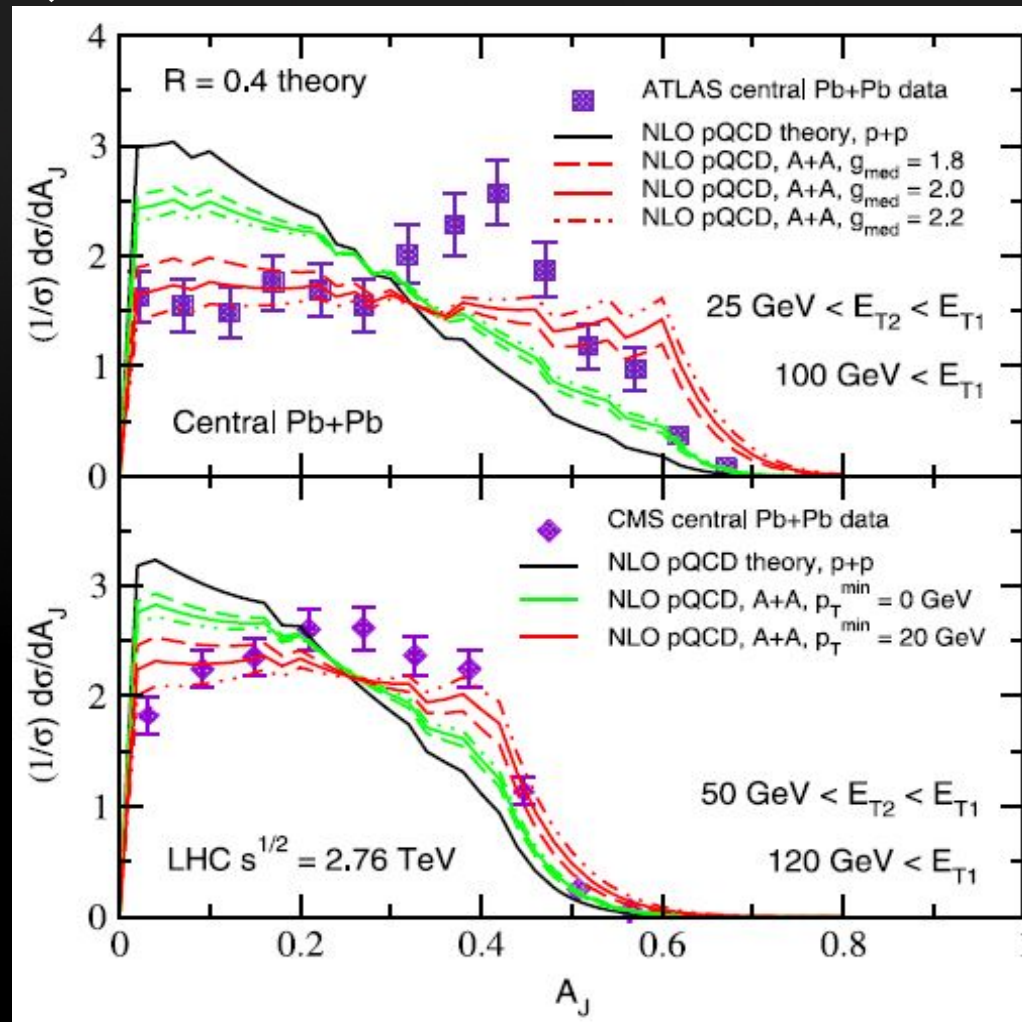 4
R = 0.4 theory
ATLAS central Pb+Pb data
NLO pQCD theory, p+p
NLO pQCD, A+A, g_med = 1.8
NLO pQCD, A+A, g_med = 2.0
NLO pQCD, A+A, g_med = 2.2
3
2
1
0
(1/σ) dσ/dA_J
25 GeV < E_T2 < E_T1
100 GeV < E_T1
Central Pb+Pb
CMS central Pb+Pb data
NLO pQCD theory, p+p
NLO pQCD, A+A, p_T^min = 0 GeV
NLO pQCD, A+A, p_T^min = 20 GeV
3
2
1
0
(1/σ) dσ/dA_J
50 GeV < E_T2 < E_T1
LHC s^1/2 = 2.76 TeV
120 GeV < E_T1
0 0.2 0.4 0.6 0.8
A_J